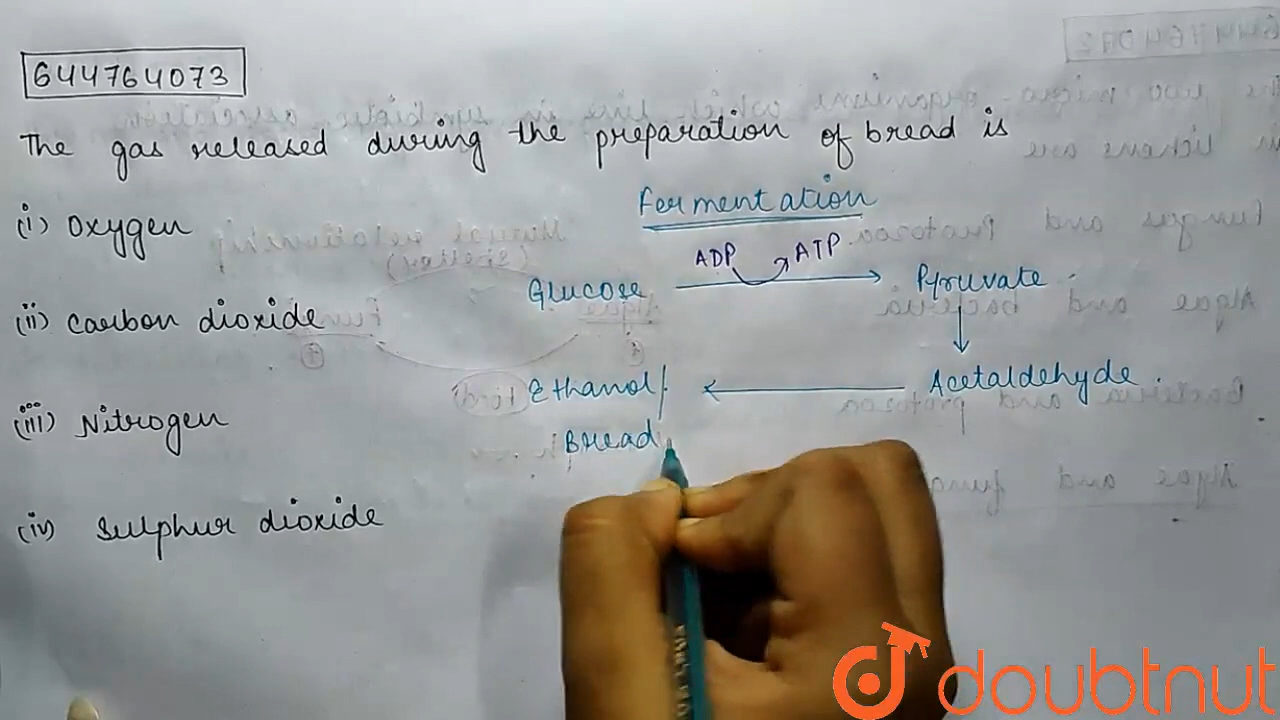 644764073
The gas released during the preparation of bread is
(i) Oxygen
(ii) Carbon dioxide
(iii) Nitrogen
(iv) Sulphur dioxide
Fermentation
ADP ATP
Glucose Pyruvate
Ethanol/ Acetaldehyde
Bread
doubtnut